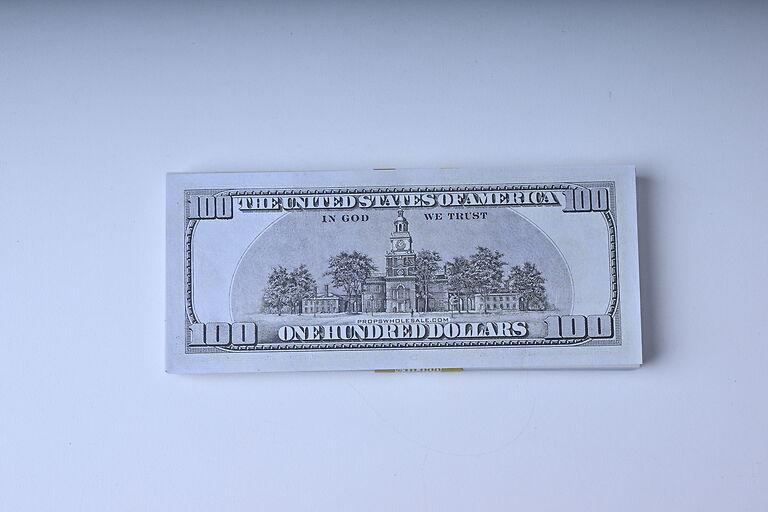 100 THE UNITED STATES OF AMERICA 100
IN GOD WE TRUST
PROPSWHOLESALE.COM
100 ONE HUNDRED DOLLARS 100